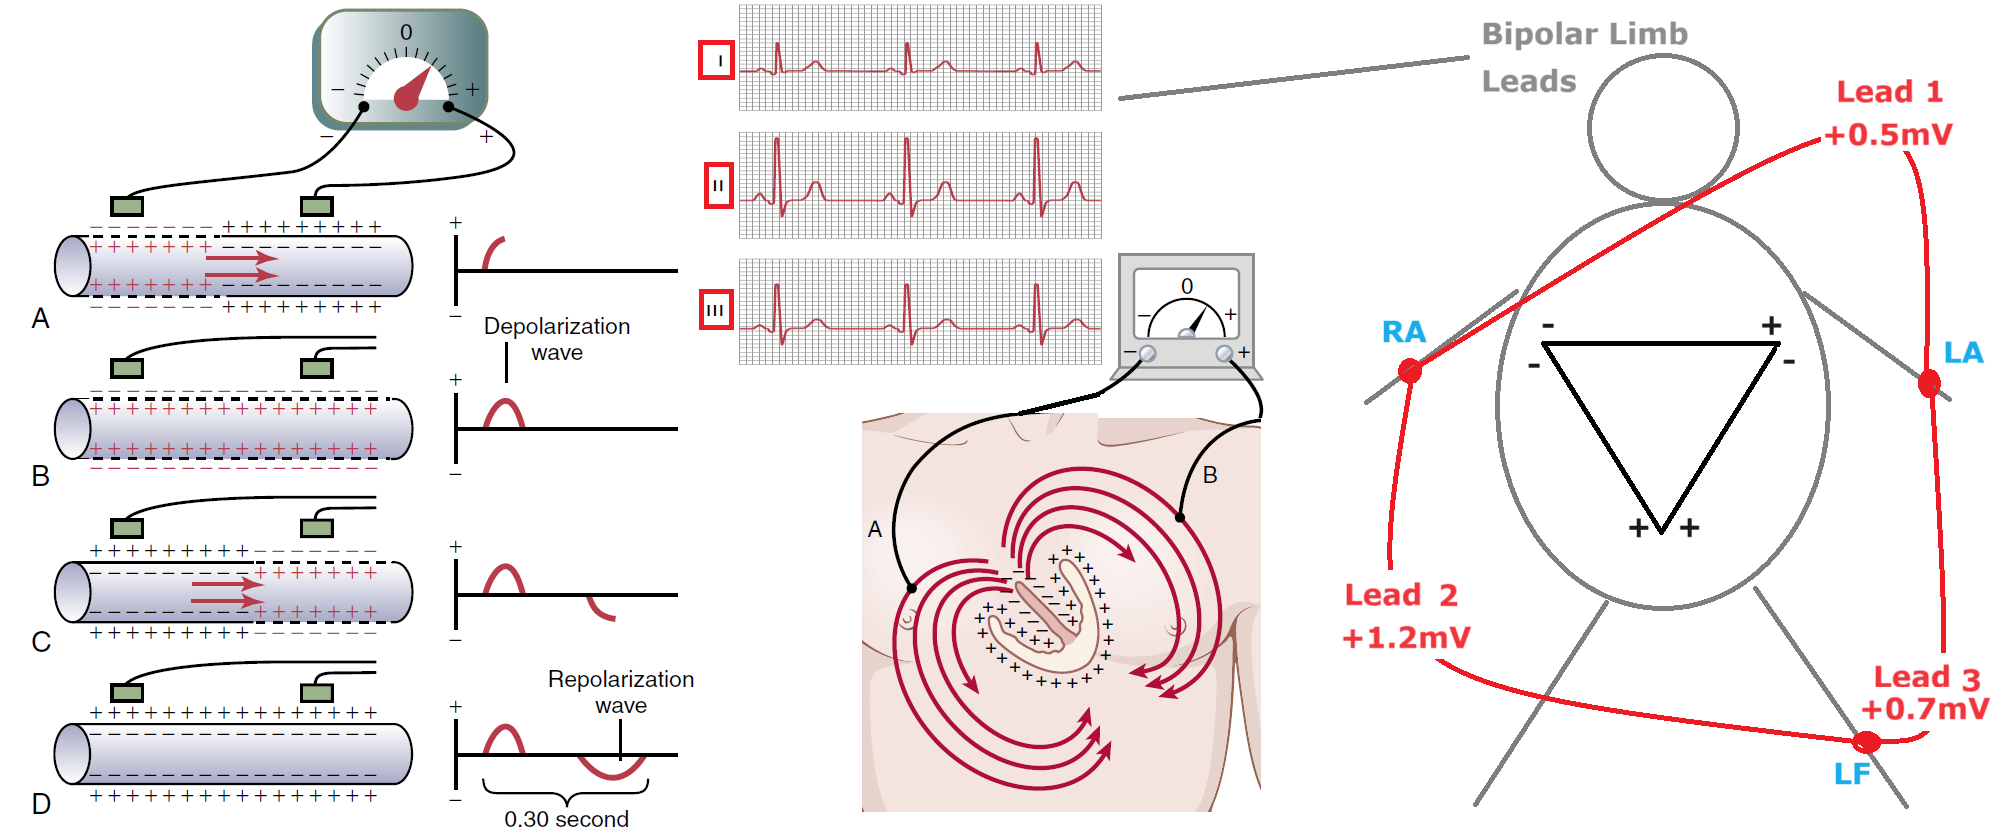 0
−
+
−
+
− − − − − − − + + + + + + + + +
+ + + + + + + − − − − − − − − −
+ + + + + + + − − − − − − − − −
− − − − − − − + + + + + + + + +
A
+
−
Depolarization
wave
− − − − − − − − − − − − − − − −
+ + + + + + + + + + + + + + + +
+ + + + + + + + + + + + + + + +
− − − − − − − − − − − − − − − −
B
+
−
+ + + + + + + + + + − − − − − − −
− − − − − − − − − + + + + + + +
− − − − − − − − − + + + + + + +
+ + + + + + + + + + − − − − − − −
C
+
−
Repolarization
wave
+ + + + + + + + + + + + + + + +
− − − − − − − − − − − − − − − −
− − − − − − − − − − − − − − − −
+ + + + + + + + + + + + + + + +
D
+
−
0.30 second
I
II
III
0
−
+
−
+
A
B
Bipolar Limb
Leads
Lead 1
+0.5mV
RA
LA
-
+
-
-
+
+
Lead 2
+1.2mV
Lead 3
+0.7mV
LF